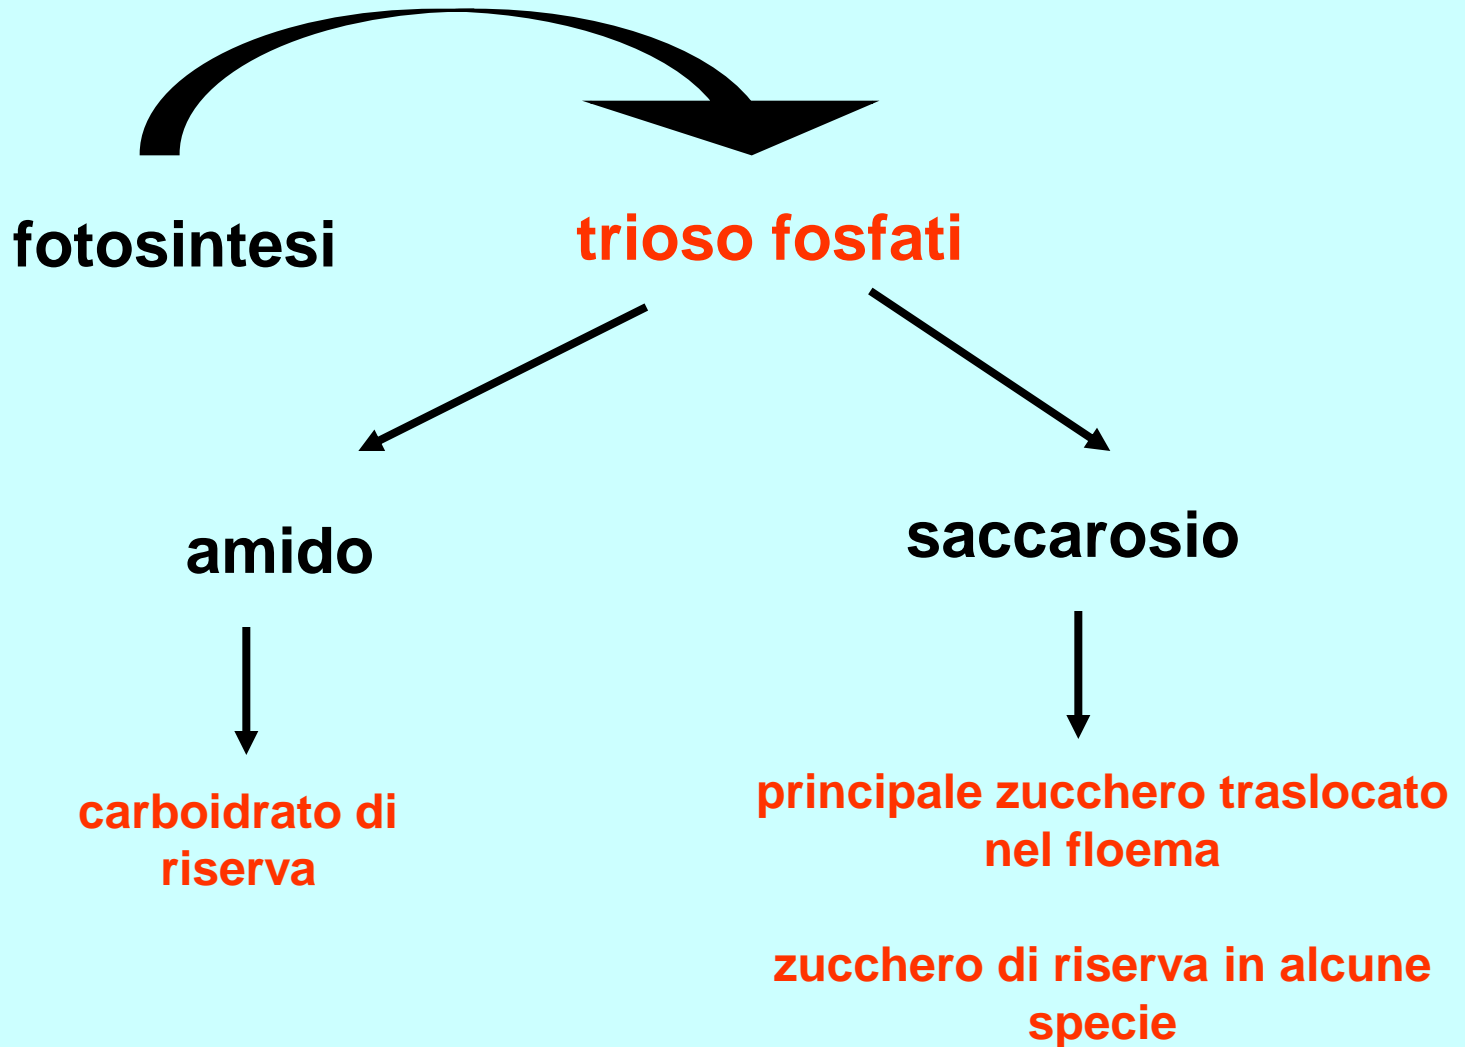 fotosintesi
trioso fosfati
amido
saccarosio
carboidrato di
riserva
principale zucchero traslocato
nel floema
zucchero di riserva in alcune
specie